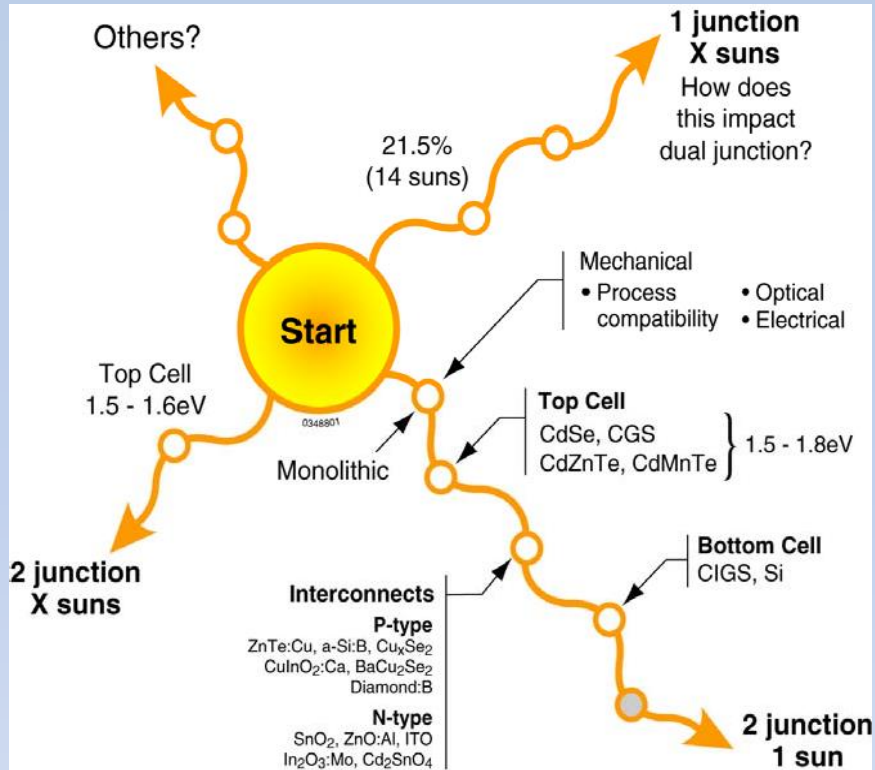 Others?
1 junction
X suns
How does
this impact
dual junction?
21.5%
(14 suns)
Mechanical
• Process
compatibility
• Optical
• Electrical
Start
0348801
Top Cell
1.5 - 1.6eV
Monolithic
Top Cell
CdSe, CGS
CdZnTe, CdMnTe
1.5 - 1.8eV
2 junction
X suns
Bottom Cell
CIGS, Si
Interconnects
P-type
ZnTe:Cu, a-Si:B, CuₓSe₂
CuInO₂:Ca, BaCu₂Se₂
Diamond:B
N-type
SnO₂, ZnO:Al, ITO
In₂O₃:Mo, Cd₂SnO₄
2 junction
1 sun